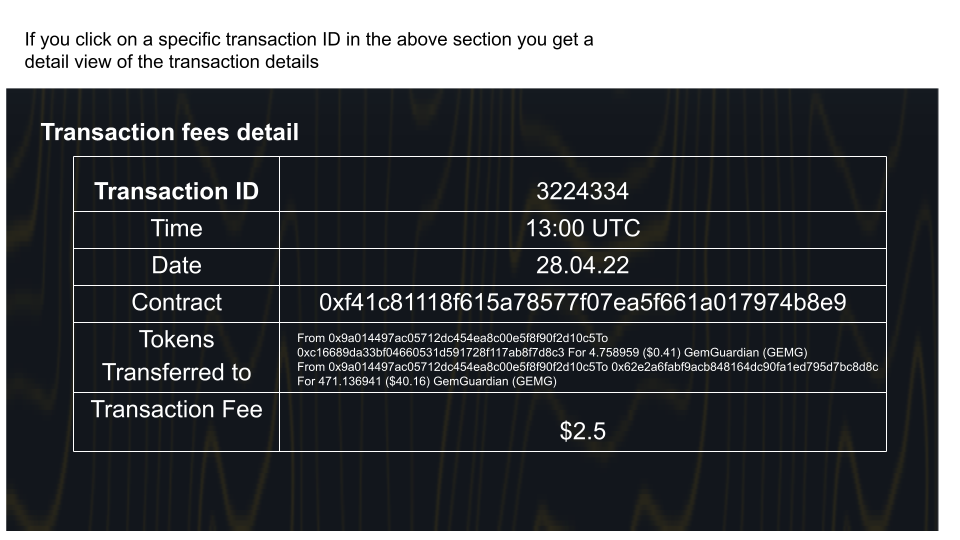 If you click on a specific transaction ID in the above section you get a
detail view of the transaction details
Transaction fees detail
Transaction ID 3224334
Time 13:00 UTC
Date 28.04.22
Contract 0xf41c81118f615a78577f07ea5f661a017974b8e9
Tokens
Transferred to
From 0x9a014497ac05712dc454ea8c00e5f8f90f2d10c5To
0xc16689da33bf04660531d591728f117ab8f7d8c3 For 4.758959 ($0.41) GemGuardian (GEMG)
From 0x9a014497ac05712dc454ea8c00e5f8f90f2d10c5To 0x62e2a6fabf9acb848164dc90fa1ed795d7bc8d8c
For 471.136941 ($40.16) GemGuardian (GEMG)
Transaction Fee
$2.5